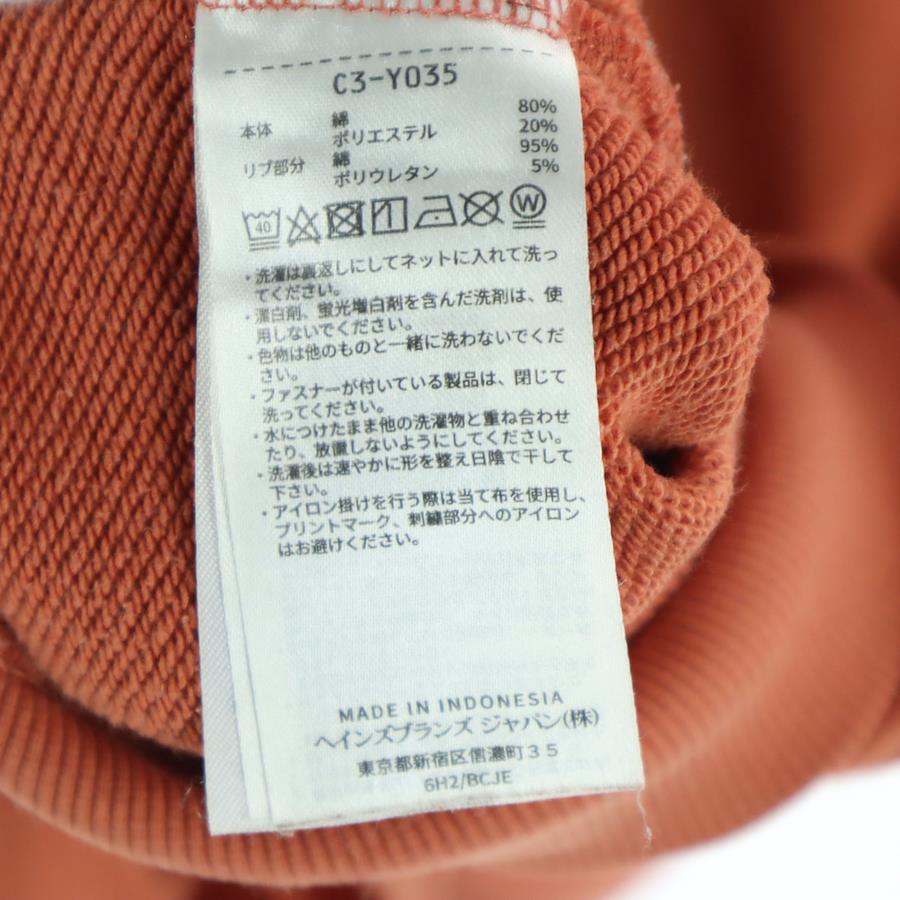 C3-Y035
本体 綿 80%
ポリエステル 20%
リブ部分 綿 95%
ポリウレタン 5%
40 W
・洗濯は裏返しにしてネットに入れて洗っ
てください。
・漂白剤、蛍光増白剤を含んだ洗剤は、使
用しないでください。
・色物は他のものと一緒に洗わないでくだ
さい。
・ファスナーが付いている製品は、閉じて
洗ってください。
・水につけたまま他の洗濯物と重ね合わせ
たり、放置しないようにしてください。
・洗濯後は速やかに形を整え日陰で干して
下さい。
・アイロン掛けを行う際は当て布を使用し、
プリントマーク、刺繍部分へのアイロン
はお避けください。
MADE IN INDONESIA
ヘインズブランズ ジャパン(株)
東京都新宿区信濃町35
6H2/BCJE